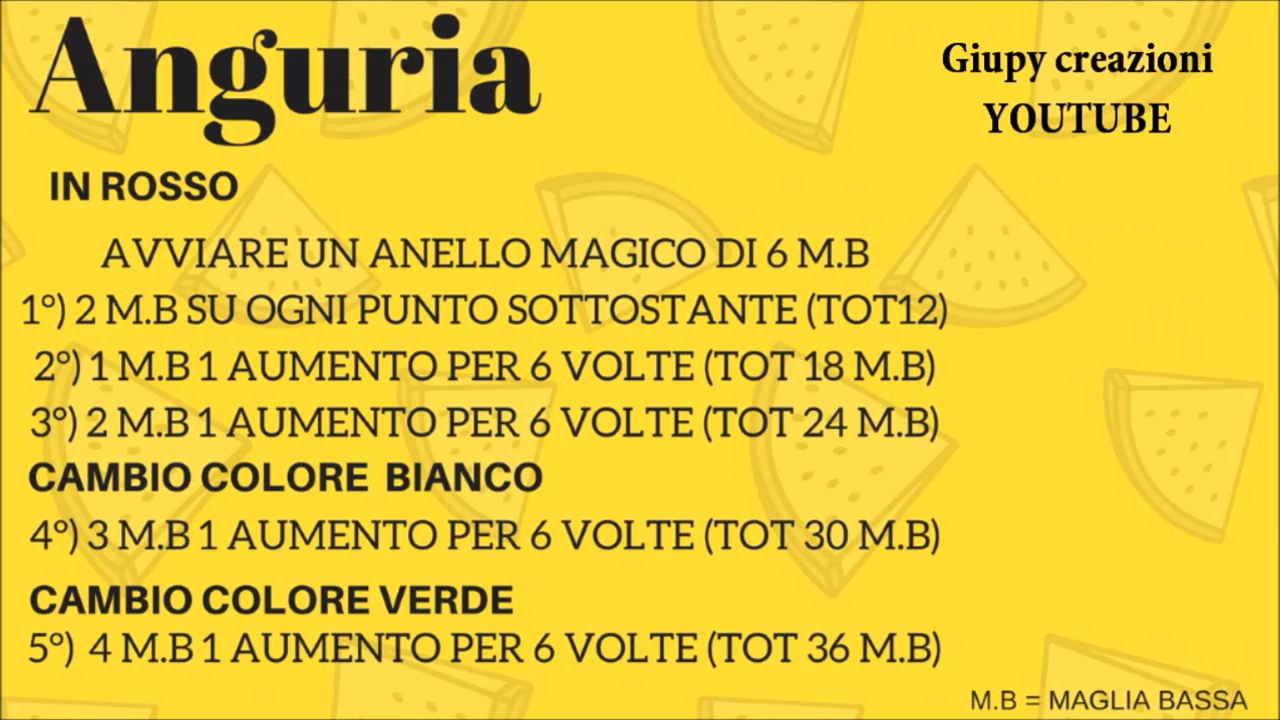 Anguria
Giupy creazioni
YOUTUBE
IN ROSSO
AVVIARE UN ANELLO MAGICO DI 6 M.B
1°) 2 M.B SU OGNI PUNTO SOTTOSTANTE (TOT12)
2°) 1 M.B 1 AUMENTO PER 6 VOLTE (TOT 18 M.B)
3°) 2 M.B 1 AUMENTO PER 6 VOLTE (TOT 24 M.B)
CAMBIO COLORE BIANCO
4°) 3 M.B 1 AUMENTO PER 6 VOLTE (TOT 30 M.B)
CAMBIO COLORE VERDE
5°) 4 M.B 1 AUMENTO PER 6 VOLTE (TOT 36 M.B)
M.B = MAGLIA BASSA